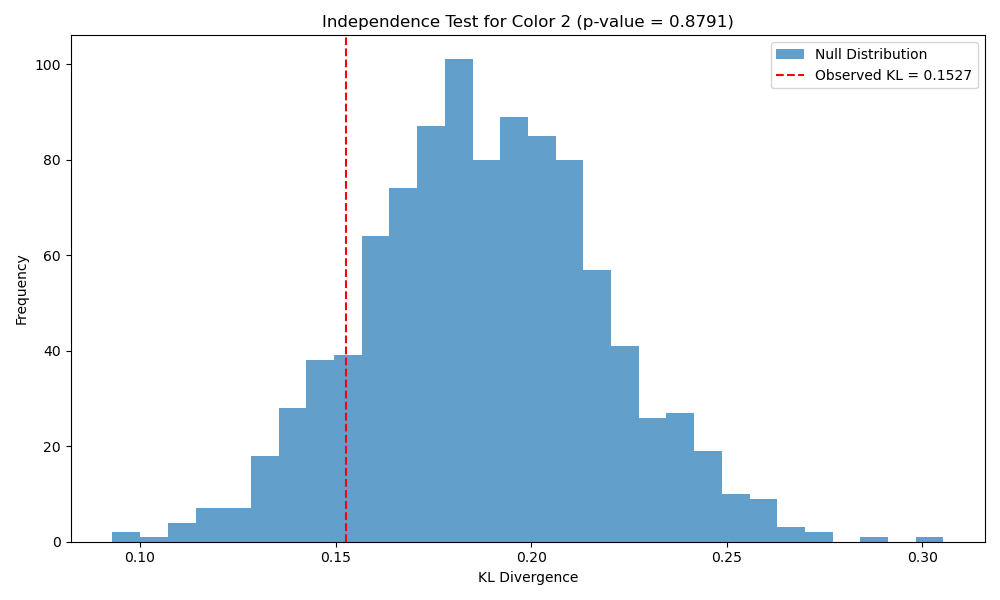 Independence Test for Color 2 (p-value = 0.8791)
Null Distribution
Observed KL = 0.1527
100
80
60
40
20
0
Frequency
0.10 0.15 0.20 0.25 0.30
KL Divergence